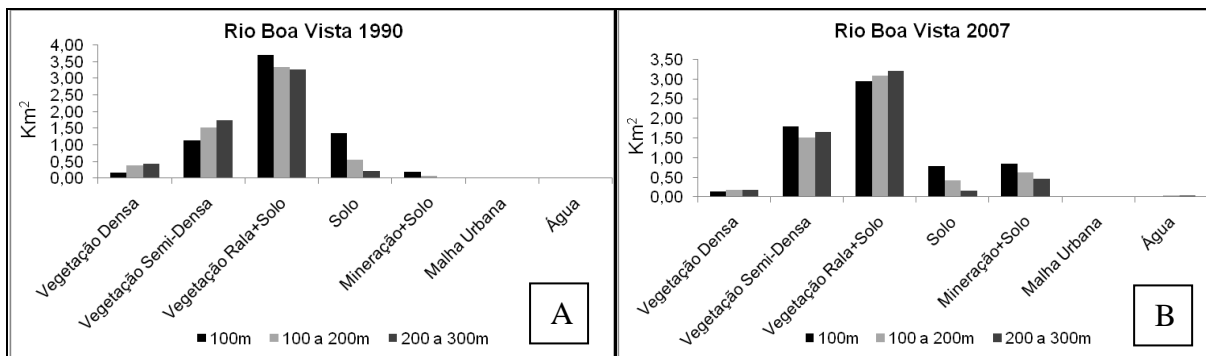 Rio Boa Vista 1990
Km²
4,00
3,50
3,00
2,50
2,00
1,50
1,00
0,50
0,00
Vegetação Densa
Vegetação Semi-Densa
Vegetação Rala+Solo
Solo
Mineração+Solo
Malha Urbana
Água
100m 100 a 200m 200 a 300m
A
Rio Boa Vista 2007
Km²
3,50
3,00
2,50
2,00
1,50
1,00
0,50
0,00
Vegetação Densa
Vegetação Semi-Densa
Vegetação Rala+Solo
Solo
Mineração+Solo
Malha Urbana
Água
100m 100 a 200m 200 a 300m
B